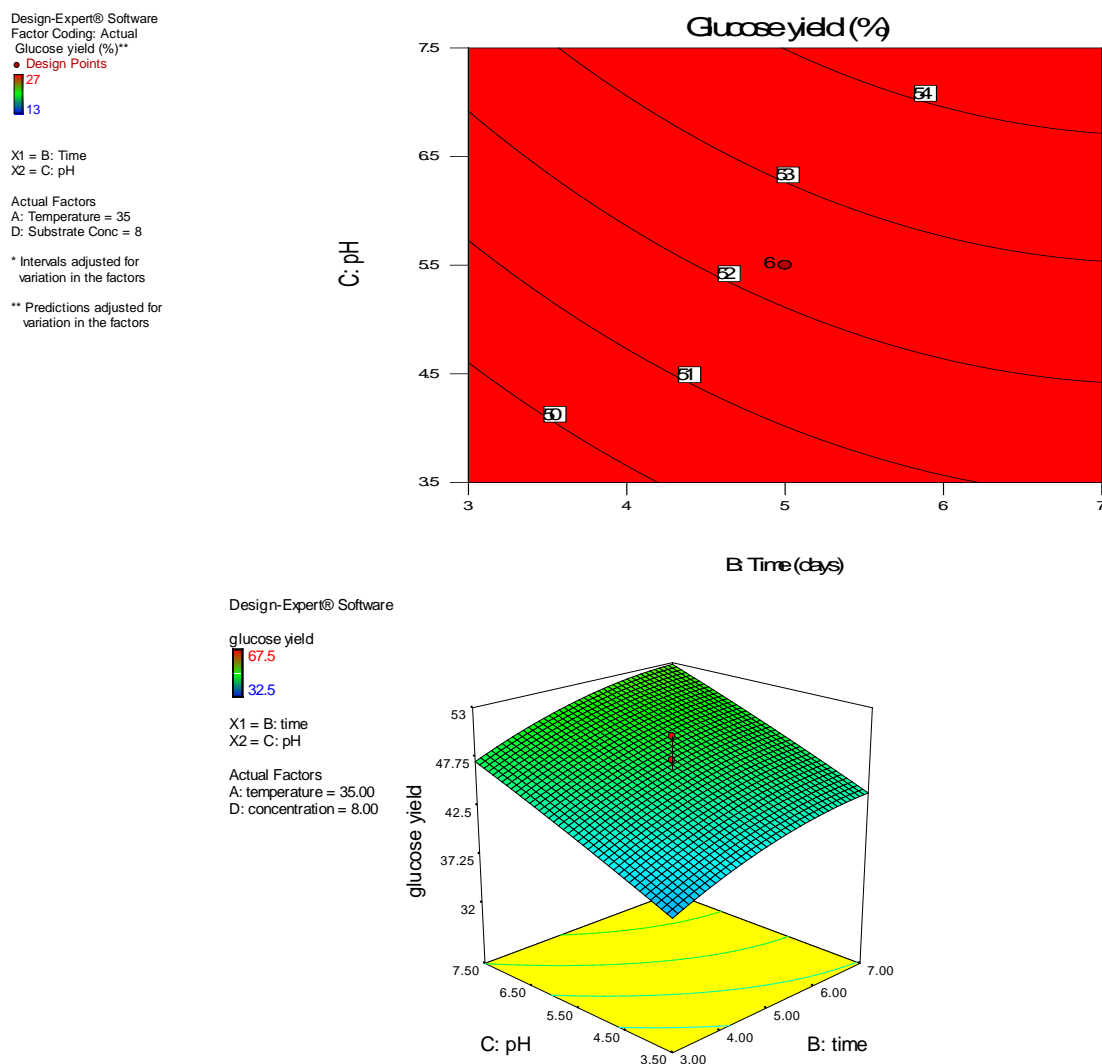 Design-Expert® Software
Factor Coding: Actual
Glucose yield (%)**
Design Points
27
13
X1 = B: Time
X2 = C: pH
Actual Factors
A: Temperature = 35
D: Substrate Conc = 8
* Intervals adjusted for
variation in the factors
** Predictions adjusted for
variation in the factors
Glucose yield (%)
7.5
6.5
5.5
4.5
3.5
C: pH
54
53
6
52
51
50
3 4 5 6 7
B: Time (days)
Design-Expert® Software
glucose yield
67.5
32.5
X1 = B: time
X2 = C: pH
Actual Factors
A: temperature = 35.00
D: concentration = 8.00
53
47.75
42.5
37.25
32
glucose yield
7.50
6.50
5.50
4.50
3.50
C: pH
3.00
4.00
5.00
6.00
7.00
B: time